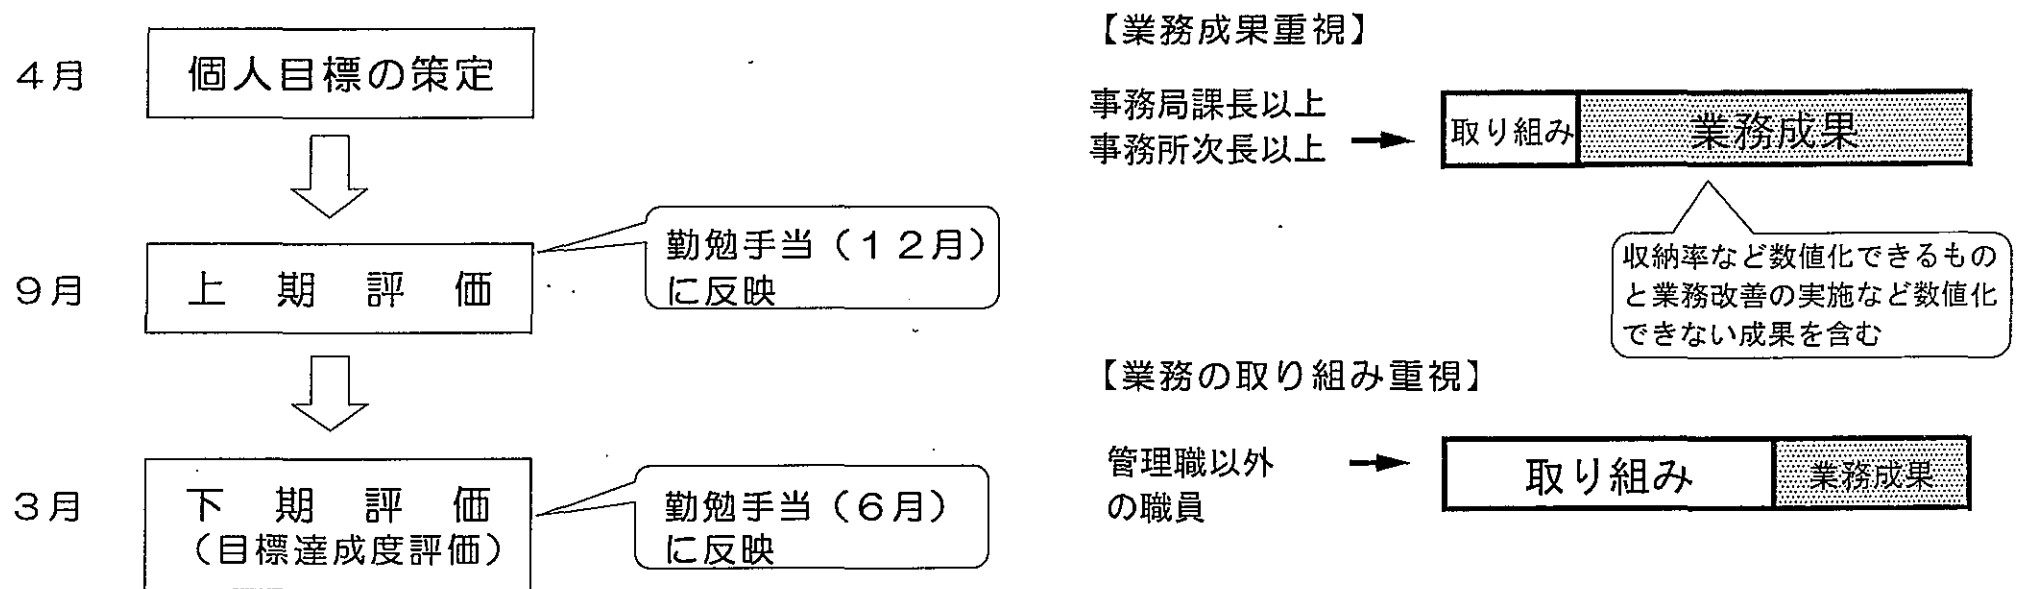 4月
個人目標の策定
9月
上期評価
勤勉手当（12月）
に反映
3月
下期評価
（目標達成度評価）
勤勉手当（6月）
に反映
【業務成果重視】
事務局課長以上
事務所次長以上
取り組み
業務成果
収納率など数値化できるもの
と業務改善の実施など数値化
できない成果を含む
【業務の取り組み重視】
管理職以外
の職員
取り組み
業務成果